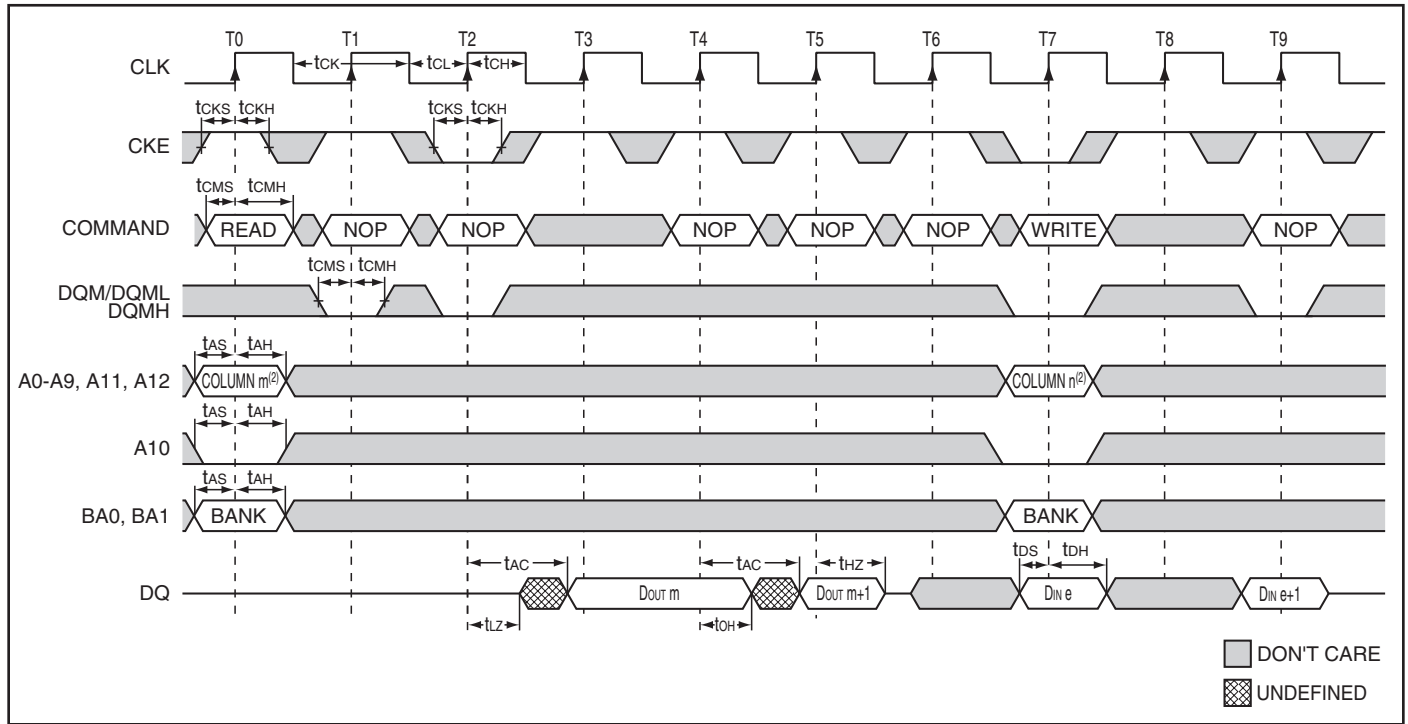 T0 T1 T2 T3 T4 T5 T6 T7 T8 T9
CLK tCK tCL tCH
tCKS tCKH tCKS tCKH
CKE
tCMS tCMH
COMMAND READ NOP NOP NOP NOP NOP WRITE NOP
tCMS tCMH
DQM/DQML
DQMH
tAS tAH
A0-A9, A11, A12 COLUMN m(2) COLUMN n(2)
tAS tAH
A10
tAS tAH
BA0, BA1 BANK BANK
tAC tAC tHZ tDS tDH
DQ DOUT m DOUT m+1 DIN e DIN e+1
tLZ tOH
DON'T CARE
UNDEFINED